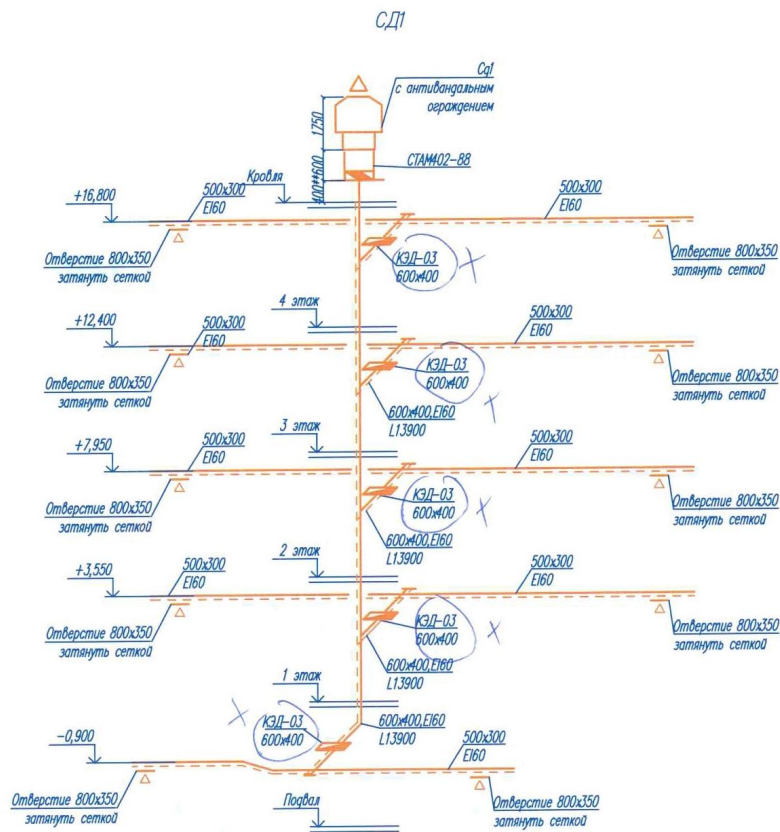 СД1
Сд1
с антивандальным
ограждением
1750
400**600
СТАМ402-88
Кровля
+16,800
500х300
EI60
500х300
EI60
Отверстие 800х350
затянуть сеткой
КЭД-03
600х400
Отверстие 800х350
затянуть сеткой
4 этаж
+12,400
500х300
EI60
500х300
EI60
Отверстие 800х350
затянуть сеткой
КЭД-03
600х400
Отверстие 800х350
затянуть сеткой
600х400,EI60
L13900
3 этаж
+7,950
500х300
EI60
500х300
EI60
Отверстие 800х350
затянуть сеткой
КЭД-03
600х400
Отверстие 800х350
затянуть сеткой
600х400,EI60
L13900
2 этаж
+3,550
500х300
EI60
500х300
EI60
Отверстие 800х350
затянуть сеткой
КЭД-03
600х400
Отверстие 800х350
затянуть сеткой
600х400,EI60
L13900
1 этаж
КЭД-03
600х400
600х400,EI60
L13900
-0,900
500х300
EI60
Отверстие 800х350
затянуть сеткой
Отверстие 800х350
затянуть сеткой
Подвал